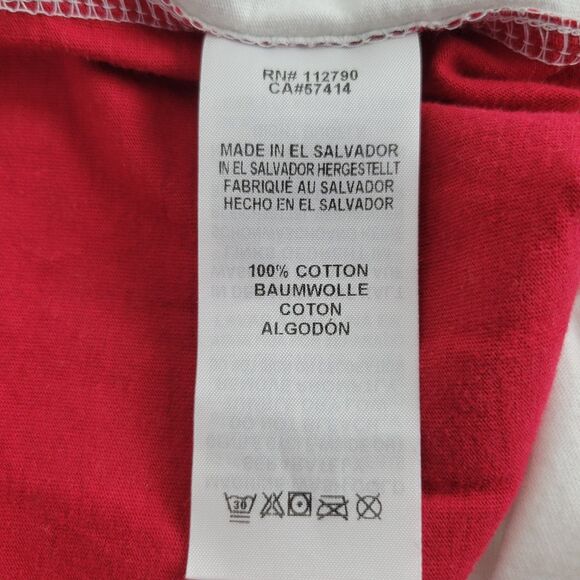 RN# 112790
CA#57414
MADE IN EL SALVADOR
IN EL SALVADOR HERGESTELLT
FABRIQUÉ AU SALVADOR
HECHO EN EL SALVADOR
100% COTTON
BAUMWOLLE
COTON
ALGODÓN
30